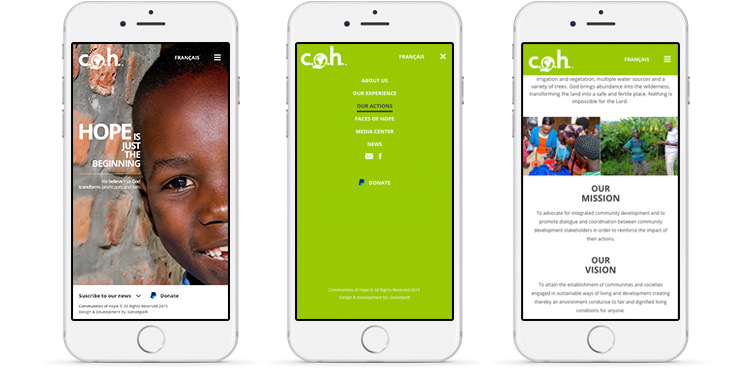 coh
FRANÇAIS
HOPE IS
JUST
THE
BEGINNING
We believe that God
transforms landscapes and lives.
Suscribe to our news
Donate
Communities of Hope © All Rights Reserved 2015
Design & Development by: Geniodsgo®
coh
FRANÇAIS
ABOUT US
OUR EXPERIENCE
OUR ACTIONS
FACES OF HOPE
MEDIA CENTER
NEWS
f
DONATE
Communities of Hope © All Rights Reserved 2015
Design & Development by:
coh
FRANÇAIS
irrigation and vegetation, multiple water sources and a
variety of trees. God brings abundance into the wilderness,
transforming the land into a safe and fertile place. Nothing is
impossible for the Lord.
OUR
MISSION
To advocate for integrated community development and to
promote dialogue and coordination between community
development stakeholders in order to reinforce the impact of
their actions.
OUR
VISION
To attain the establishment of communities and societies
engaged in sustainable ways of living and development creating
thereby an environment conducive to fair and dignified living
conditions for anyone.